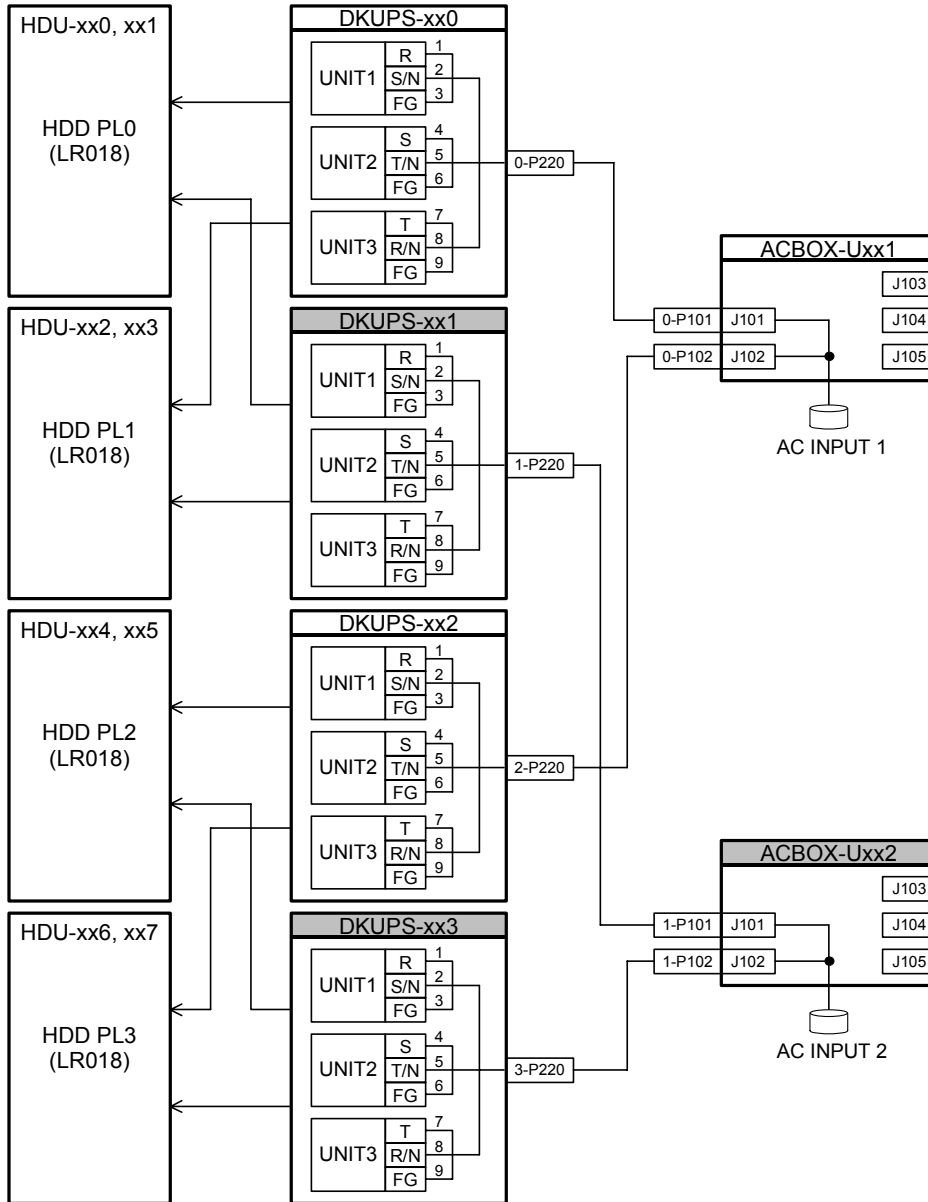 HDU-xx0, xx1
HDD PL0
(LR018)
DKUPS-xx0
UNIT1
R 1
S/N 2
FG 3
UNIT2
S 4
T/N 5
FG 6
UNIT3
T 7
R/N 8
FG 9
0-P220
HDU-xx2, xx3
HDD PL1
(LR018)
DKUPS-xx1
UNIT1
R 1
S/N 2
FG 3
UNIT2
S 4
T/N 5
FG 6
UNIT3
T 7
R/N 8
FG 9
1-P220
ACBOX-Uxx1
J103
0-P101 J101 J104
0-P102 J102 J105
AC INPUT 1
HDU-xx4, xx5
HDD PL2
(LR018)
DKUPS-xx2
UNIT1
R 1
S/N 2
FG 3
UNIT2
S 4
T/N 5
FG 6
UNIT3
T 7
R/N 8
FG 9
2-P220
HDU-xx6, xx7
HDD PL3
(LR018)
DKUPS-xx3
UNIT1
R 1
S/N 2
FG 3
UNIT2
S 4
T/N 5
FG 6
UNIT3
T 7
R/N 8
FG 9
3-P220
ACBOX-Uxx2
J103
1-P101 J101 J104
1-P102 J102 J105
AC INPUT 2